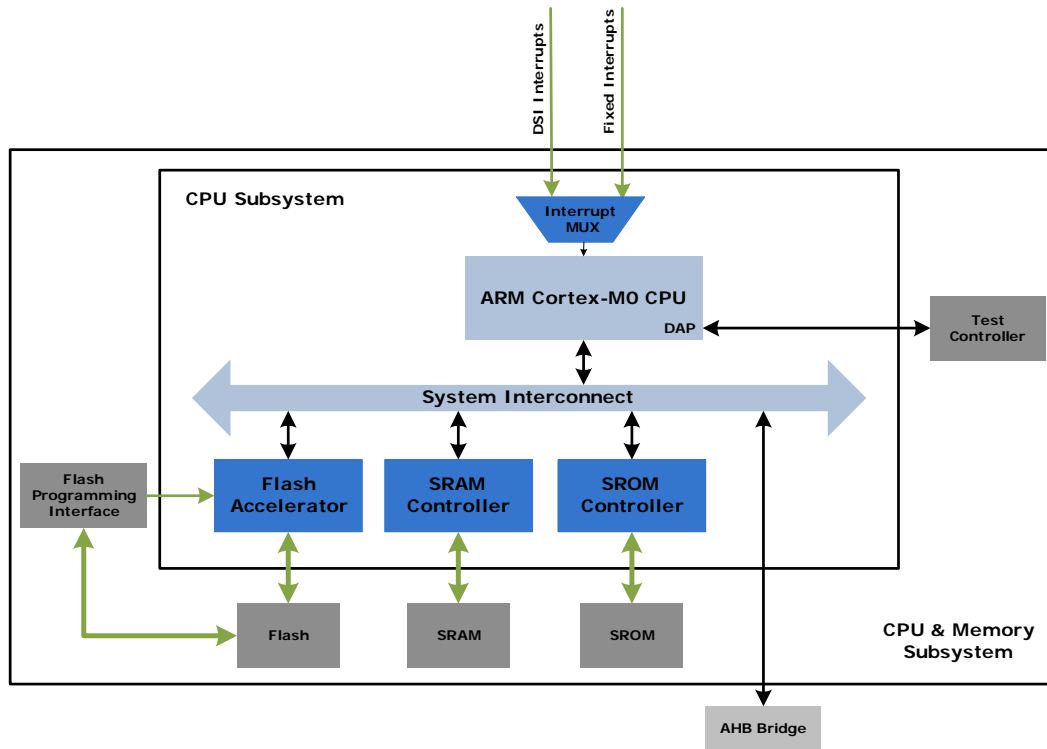 DSI Interrupts
Fixed Interrupts
CPU Subsystem
Interrupt
MUX
ARM Cortex-M0 CPU
DAP
Test
Controller
System Interconnect
Flash
Programming
Interface
Flash
Accelerator
SRAM
Controller
SROM
Controller
Flash
SRAM
SROM
CPU & Memory
Subsystem
AHB Bridge